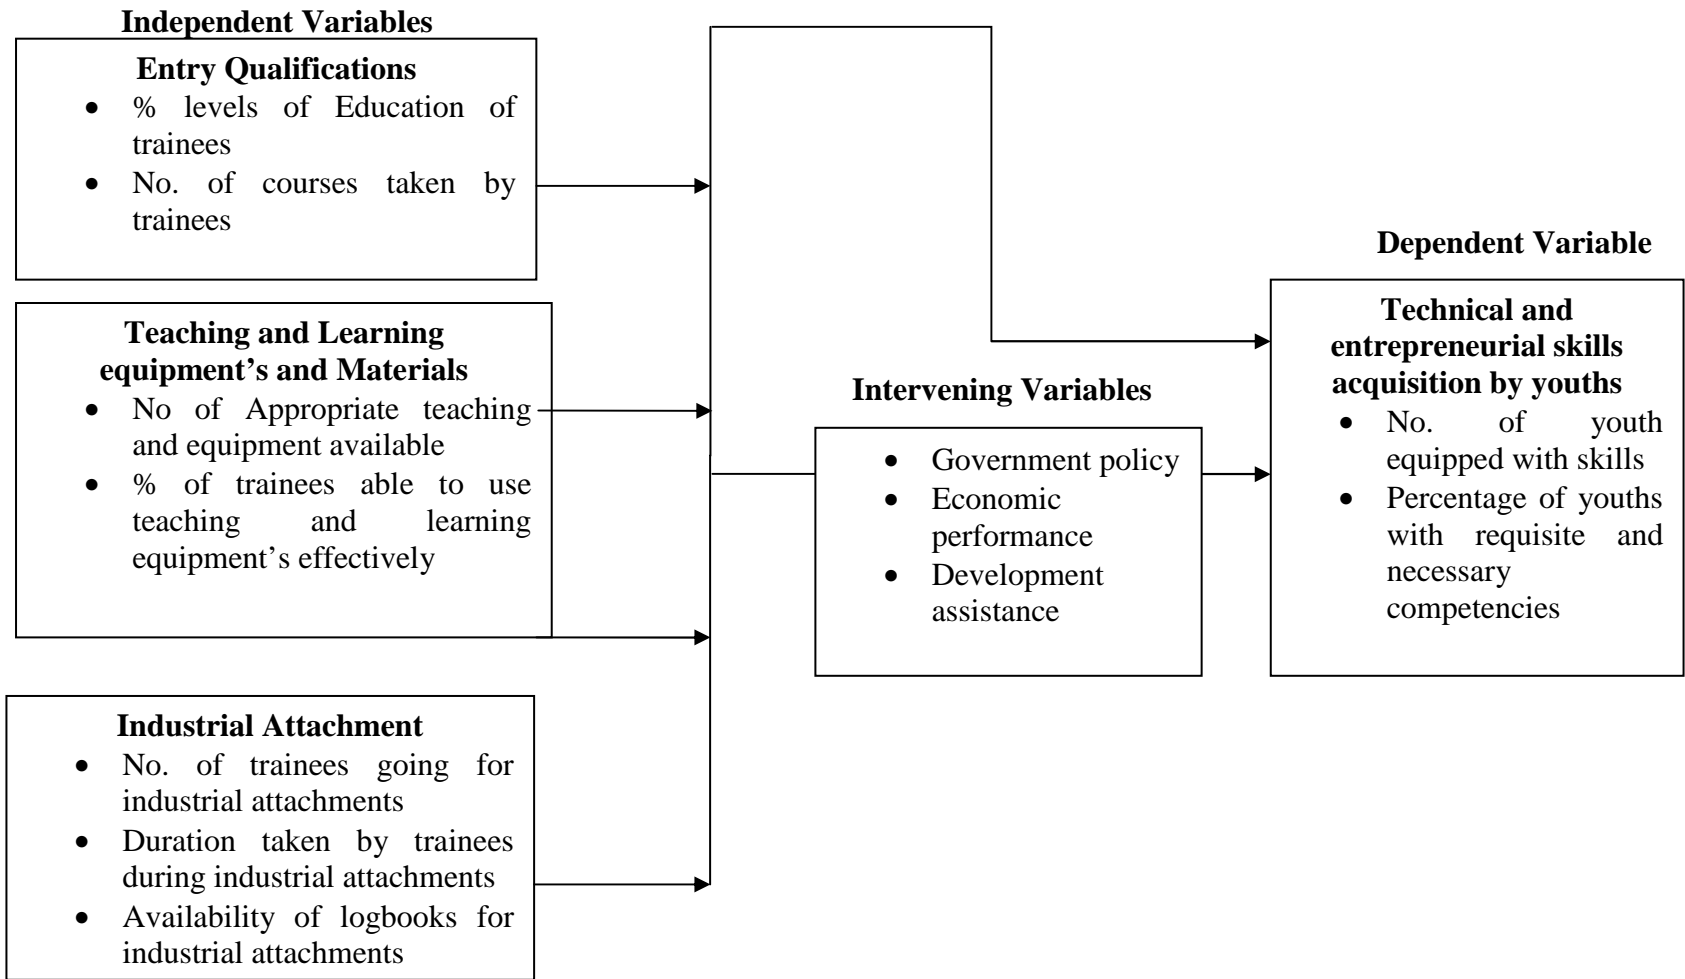 Independent Variables
Entry Qualifications
• % levels of Education of
trainees
• No. of courses taken by
trainees
Teaching and Learning
equipment’s and Materials
• No of Appropriate teaching
and equipment available
• % of trainees able to use
teaching and learning
equipment’s effectively
Industrial Attachment
• No. of trainees going for
industrial attachments
• Duration taken by trainees
during industrial attachments
• Availability of logbooks for
industrial attachments
Intervening Variables
• Government policy
• Economic
performance
• Development
assistance
Dependent Variable
Technical and
entrepreneurial skills
acquisition by youths
• No. of youth
equipped with skills
• Percentage of youths
with requisite and
necessary
competencies